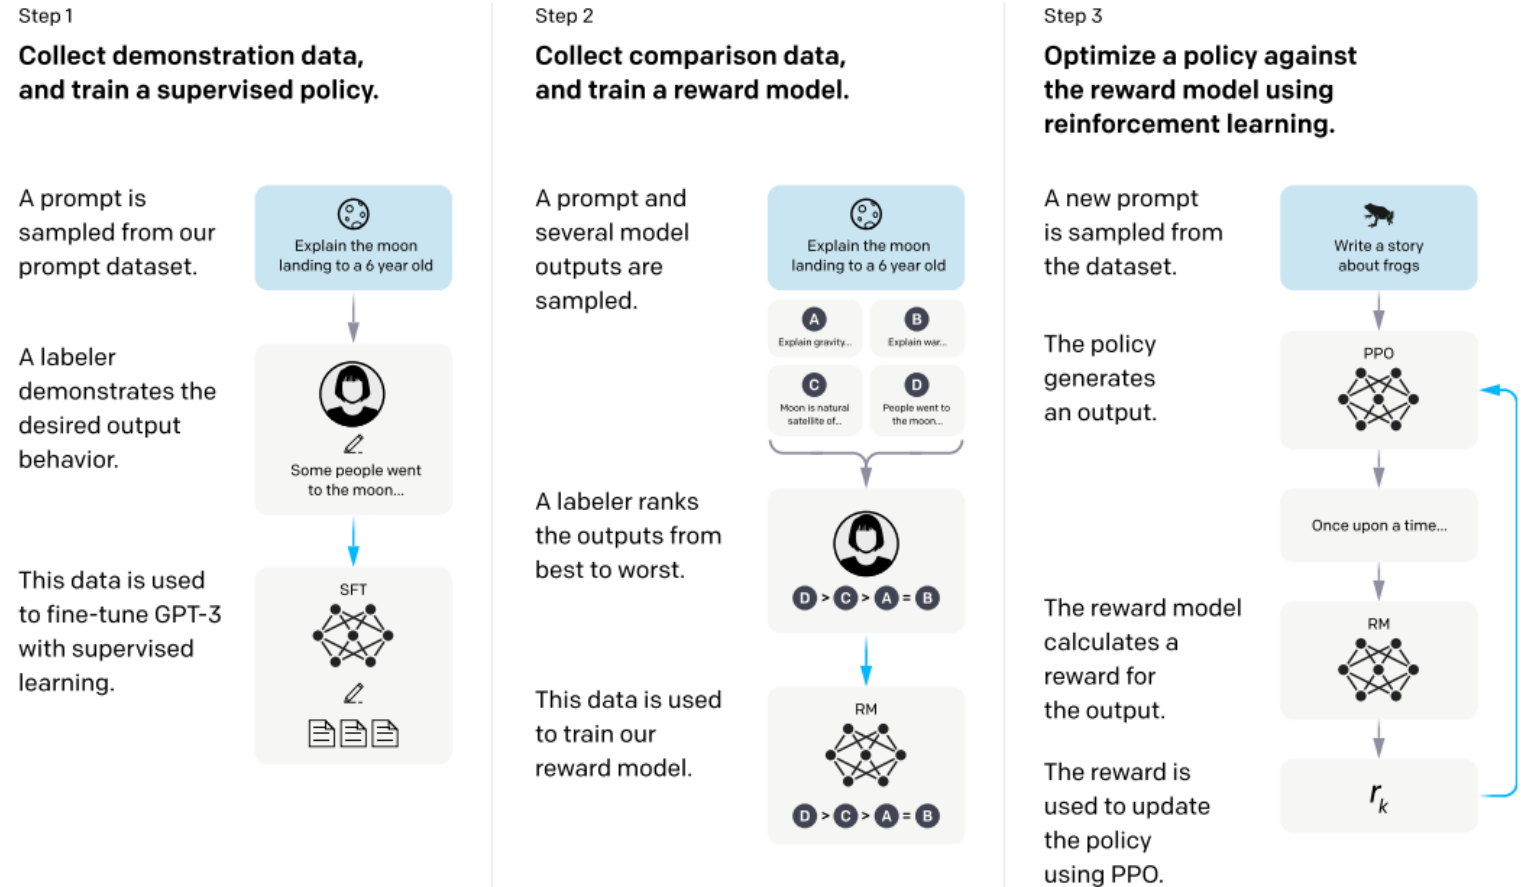 Step 1
Collect demonstration data,
and train a supervised policy.
A prompt is
sampled from our
prompt dataset.
Explain the moon
landing to a 6 year old
A labeler
demonstrates the
desired output
behavior.
Some people went
to the moon...
This data is used
to fine-tune GPT-3
with supervised
learning.
SFT
Step 2
Collect comparison data,
and train a reward model.
A prompt and
several model
outputs are
sampled.
Explain the moon
landing to a 6 year old
A
Explain gravity...
B
Explain war...
C
Moon is natural
satellite of...
D
People went to
the moon...
A labeler ranks
the outputs from
best to worst.
D > C > A = B
This data is used
to train our
reward model.
RM
D > C > A = B
Step 3
Optimize a policy against
the reward model using
reinforcement learning.
A new prompt
is sampled from
the dataset.
Write a story
about frogs
The policy
generates
an output.
PPO
Once upon a time...
The reward model
calculates a
reward for
the output.
RM
The reward is
used to update
the policy
using PPO.
r_k